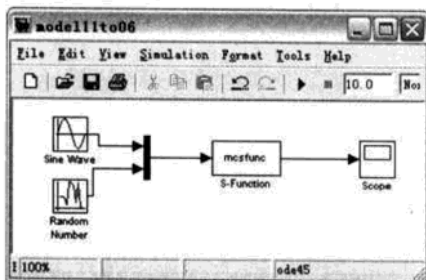 model11to06
File Edit View Simulation Format Tools Help
10.0
Sine Wave
mcsfunc
S-Function
Scope
Random
Number
100%
ode45